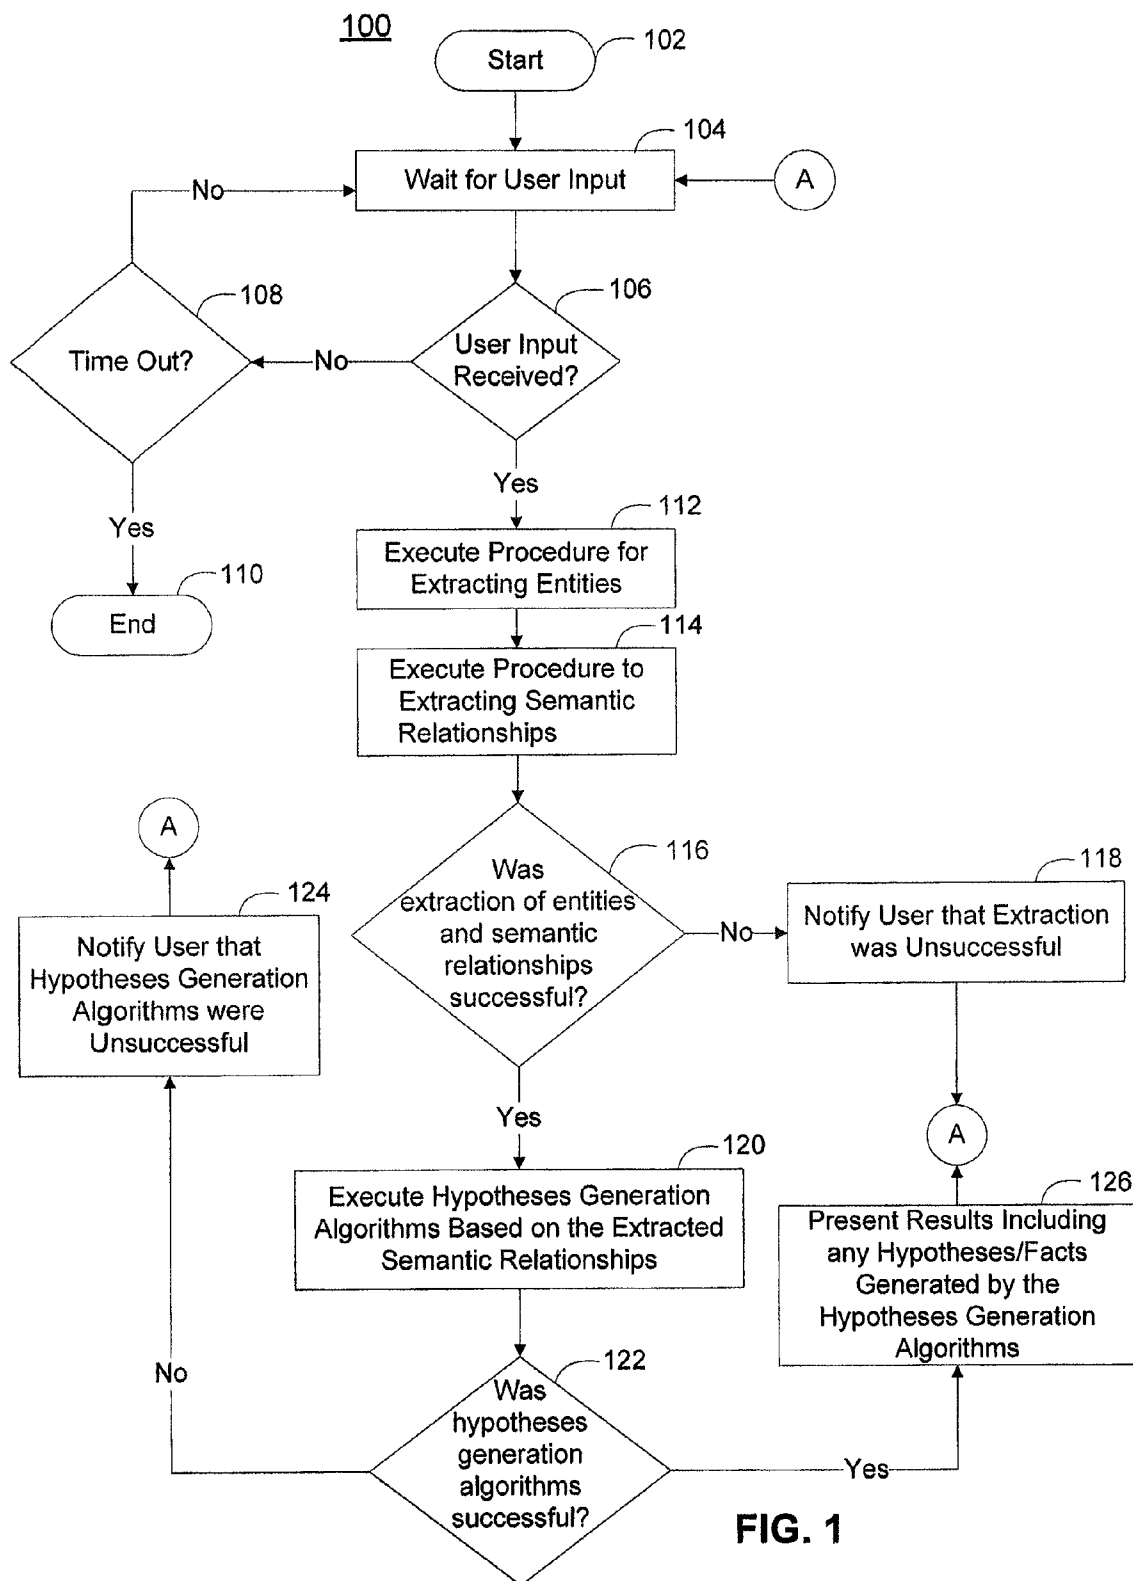 100
102
Start
104
Wait for User Input
A
No
108
106
Time Out?
No
User Input
Received?
Yes
Yes
112
Execute Procedure for
Extracting Entities
110
End
114
Execute Procedure to
Extracting Semantic
Relationships
A
116
Was
extraction of entities
and semantic
relationships
successful?
No
118
Notify User that Extraction
was Unsuccessful
124
Notify User that
Hypotheses Generation
Algorithms were
Unsuccessful
Yes
A
120
Execute Hypotheses Generation
Algorithms Based on the Extracted
Semantic Relationships
126
Present Results Including
any Hypotheses/Facts
Generated by the
Hypotheses Generation
Algorithms
No
122
Was
hypotheses
generation
algorithms
successful?
Yes
FIG. 1